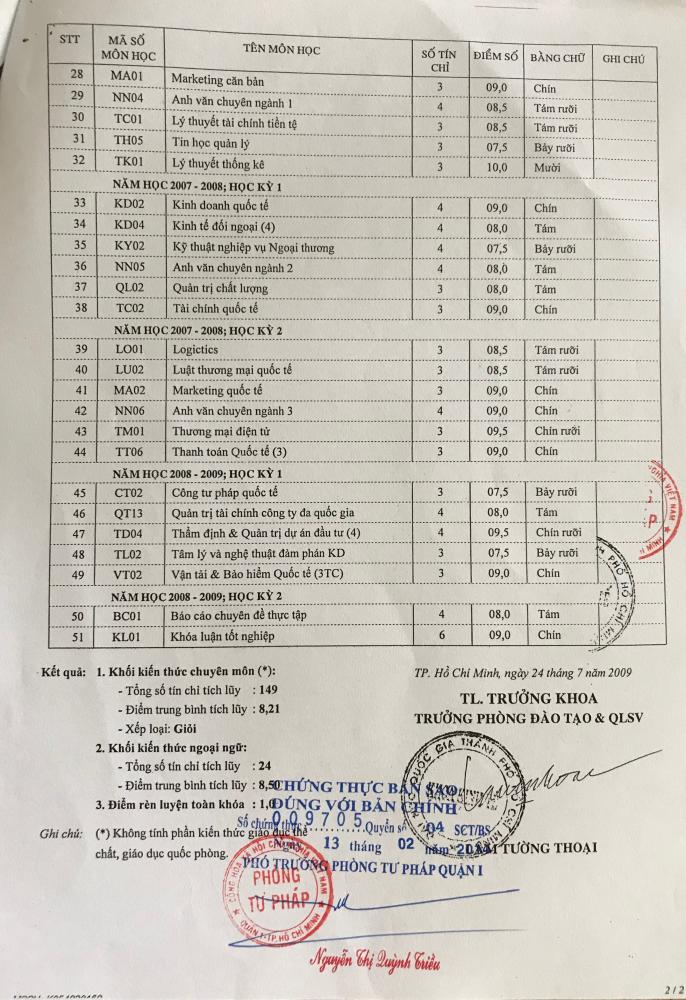 STT MÃ SỐ MÔN HỌC TÊN MÔN HỌC SỐ TÍN CHỈ ĐIỂM SỐ BẰNG CHỮ GHI CHÚ
28 MA01 Marketing căn bản 3 09,0 Chín
29 NN04 Anh văn chuyên ngành 1 4 08,5 Tám rưỡi
30 TC01 Lý thuyết tài chính tiền tệ 3 08,5 Tám rưỡi
31 TH05 Tin học quản lý 3 07,5 Bảy rưỡi
32 TK01 Lý thuyết thống kê 3 10,0 Mười
NĂM HỌC 2007 - 2008; HỌC KỲ 1
33 KD02 Kinh doanh quốc tế 4 09,0 Chín
34 KD04 Kinh tế đối ngoại (4) 4 08,0 Tám
35 KY02 Kỹ thuật nghiệp vụ Ngoại thương 4 07,5 Bảy rưỡi
36 NN05 Anh văn chuyên ngành 2 4 08,0 Tám
37 QL02 Quản trị chất lượng 3 08,0 Tám
38 TC02 Tài chính quốc tế 3 09,0 Chín
NĂM HỌC 2007 - 2008; HỌC KỲ 2
39 LO01 Logictics 3 08,5 Tám rưỡi
40 LU02 Luật thương mại quốc tế 3 08,5 Tám rưỡi
41 MA02 Marketing quốc tế 3 09,0 Chín
42 NN06 Anh văn chuyên ngành 3 4 09,0 Chín
43 TM01 Thương mại điện tử 3 09,5 Chín rưỡi
44 TT06 Thanh toán Quốc tế (3) 3 09,0 Chín
NĂM HỌC 2008 - 2009; HỌC KỲ 1
45 CT02 Công tư pháp quốc tế 3 07,5 Bảy rưỡi
46 QT13 Quản trị tài chính công ty đa quốc gia 4 08,0 Tám
47 TD04 Thẩm định & Quản trị dự án đầu tư (4) 4 09,5 Chín rưỡi
48 TL02 Tâm lý và nghệ thuật đàm phán KD 3 07,5 Bảy rưỡi
49 VT02 Vận tải & Bảo hiểm Quốc tế (3TC) 3 09,0 Chín
NĂM HỌC 2008 - 2009; HỌC KỲ 2
50 BC01 Báo cáo chuyên đề thực tập 4 08,0 Tám
51 KL01 Khóa luận tốt nghiệp 6 09,0 Chín
Kết quả: 1. Khối kiến thức chuyên môn (*):
- Tổng số tín chỉ tích lũy : 149
- Điểm trung bình tích lũy : 8,21
- Xếp loại: Giỏi
2. Khối kiến thức ngoại ngữ:
- Tổng số tín chỉ tích lũy : 24
- Điểm trung bình tích lũy : 8,50
3. Điểm rèn luyện toàn khóa : 1,0
Ghi chú: (*) Không tính phần kiến thức giáo dục thể
chất, giáo dục quốc phòng.
TP. Hồ Chí Minh, ngày 24 tháng 7 năm 2009
TL. TRƯỞNG KHOA
TRƯỞNG PHÒNG ĐÀO TẠO & QLSV
LÂM TƯỜNG THOẠI
CHỨNG THỰC BẢN SAO
ĐÚNG VỚI BẢN CHÍNH
Số chứng thực 009705 Quyển số 04 SCT/BS
Ngày 13 tháng 02 năm
PHÓ TRƯỞNG PHÒNG TƯ PHÁP QUẬN 1
PHÒNG
TƯ PHÁP
QUẬN 1-TP.HỒ CHÍ MINH
Nguyễn Thị Quỳnh Triều
2 / 2